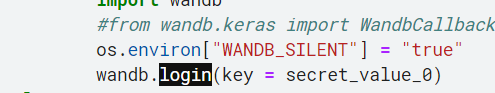 import wandb
#from wandb.keras import WandbCallback
os.environ["WANDB_SILENT"] = "true"
wandb.login(key = secret_value_0)